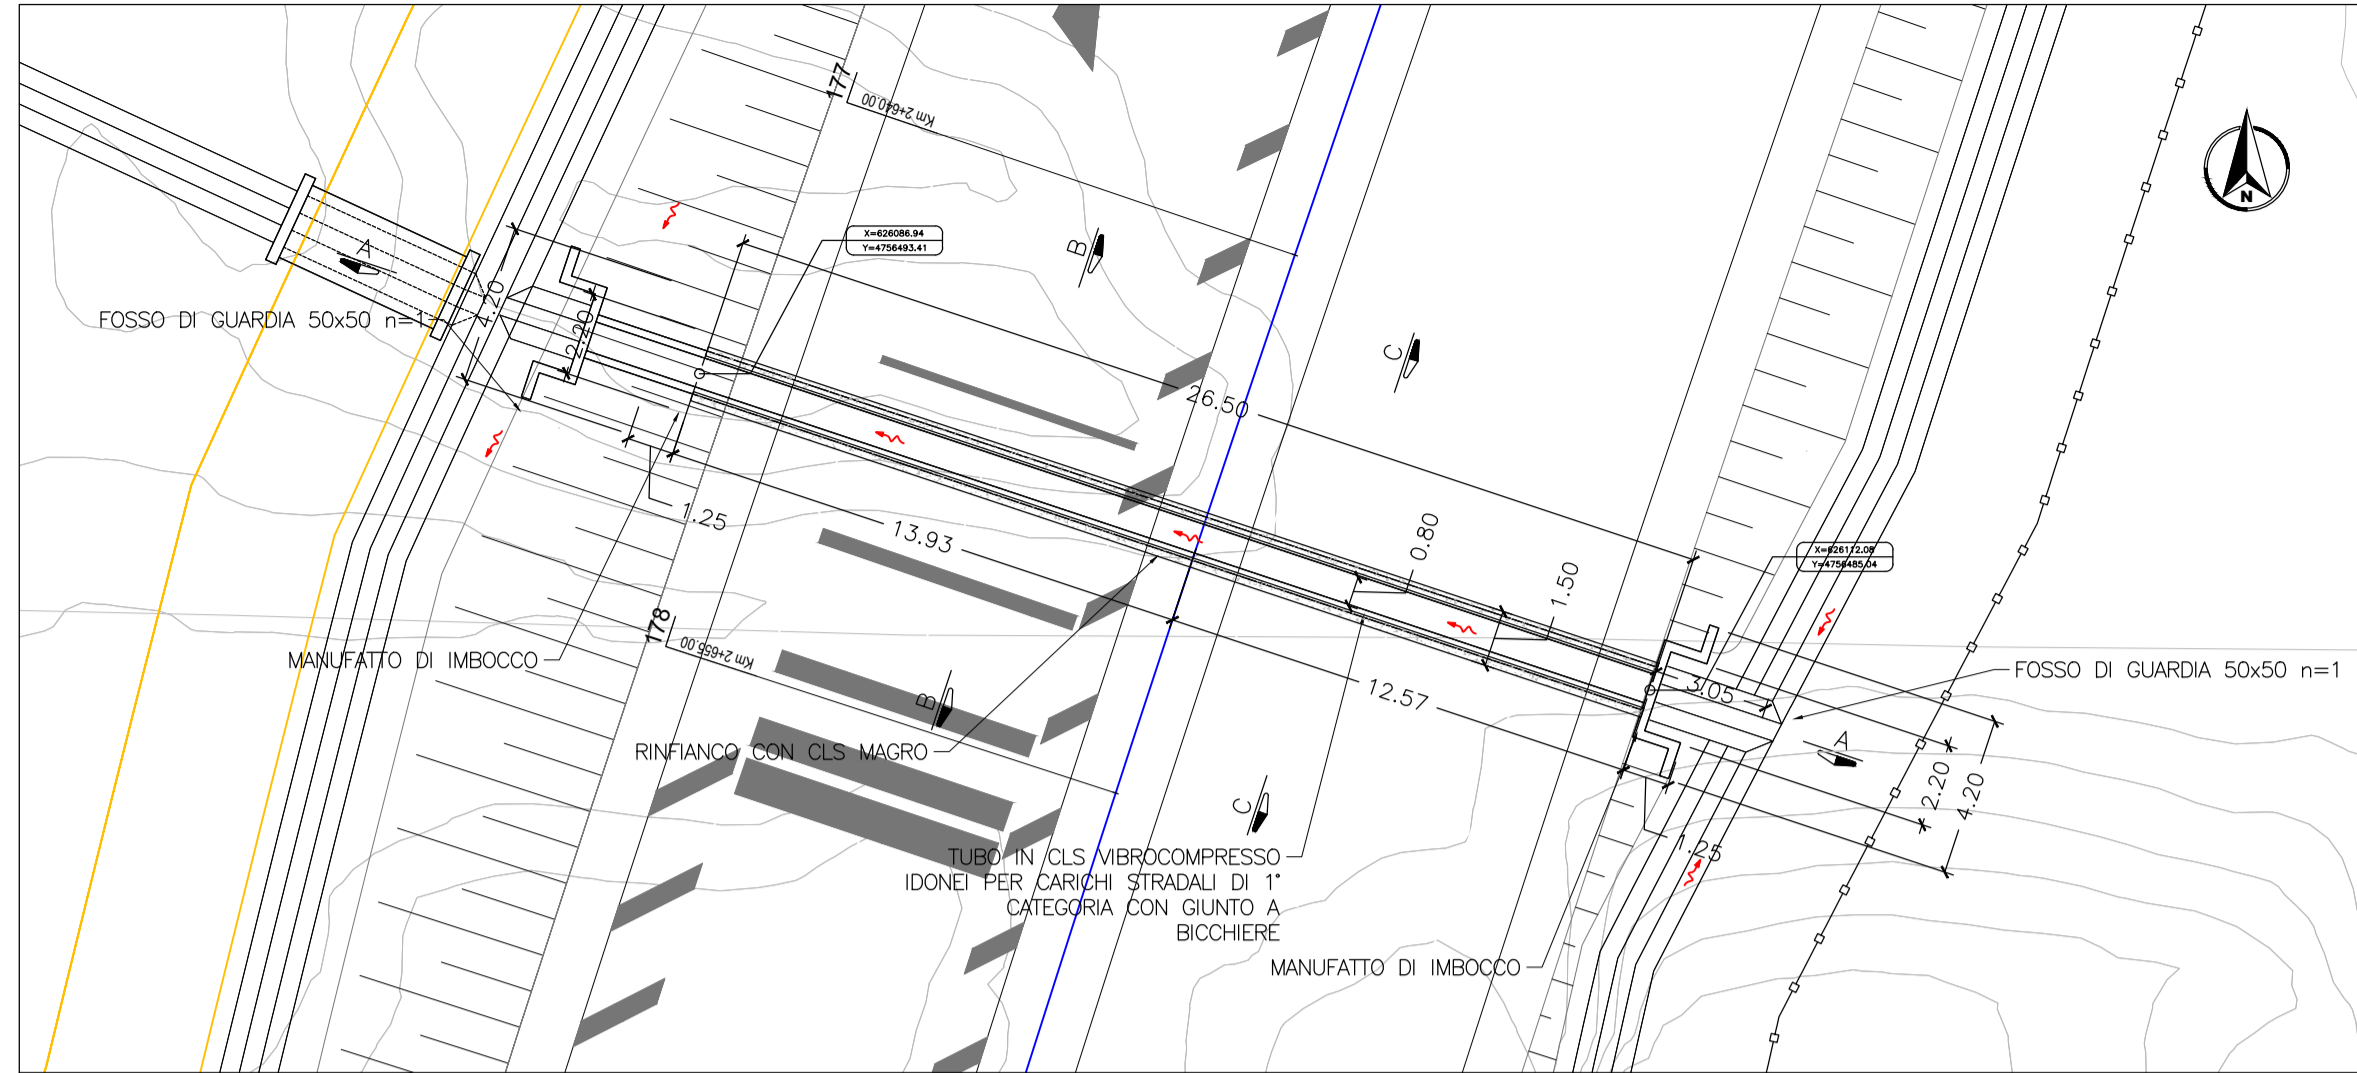 177
Km 2+640.00
N
X=626086.94
Y=4756493.41
A
B
FOSSO DI GUARDIA 50x50 n=1
4.20
2.20
C
26.50
1.25
13.93
0.80
1.50
X=626112.08
Y=4756485.04
178
Km 2+655.00
MANUFATTO DI IMBOCCO
FOSSO DI GUARDIA 50x50 n=1
3.05
12.57
B
RINFIANCO CON CLS MAGRO
A
2.20
4.20
C
TUBO IN CLS VIBROCOMPRESSO
IDONEI PER CARICHI STRADALI DI 1°
CATEGORIA CON GIUNTO A
BICCHIERE
1.25
MANUFATTO DI IMBOCCO